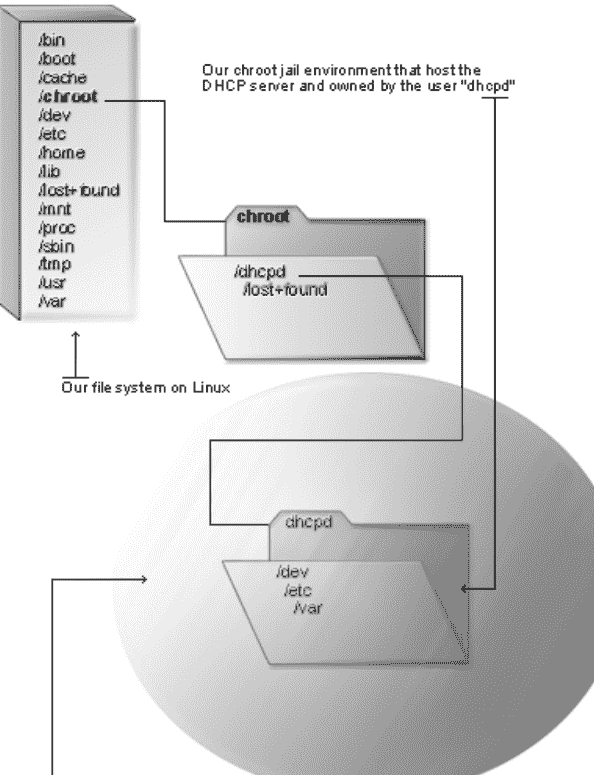 /bin
/boot
/cache
/chroot
/dev
/etc
/home
/lib
/lost+found
/mnt
/proc
/sbin
/tmp
/usr
/var
Our chroot jail environment that host the
DHCP server and owned by the user "dhcpd"
chroot
/dhcpd
/lost+found
Our file system on Linux
dhcpd
/dev
/etc
/var